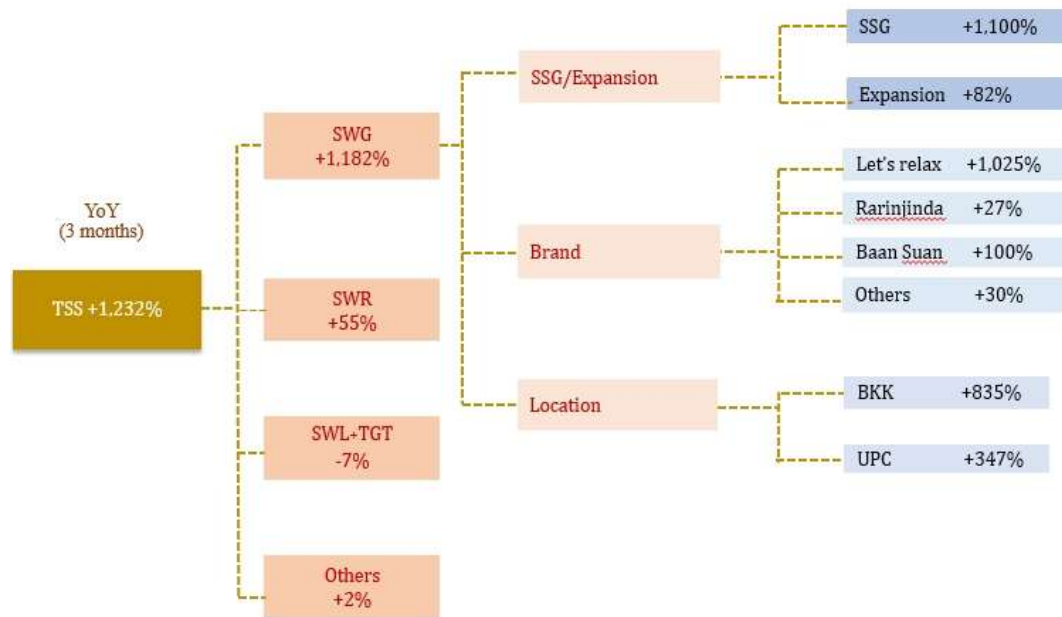 YoY
(3 months)
TSS +1,232%
SWG
+1,182%
SWR
+55%
SWL+TGT
-7%
Others
+2%
SSG/Expansion
Brand
Location
SSG +1,100%
Expansion +82%
Let's relax +1,025%
Rarinjinda +27%
Baan Suan +100%
Others +30%
BKK +835%
UPC +347%